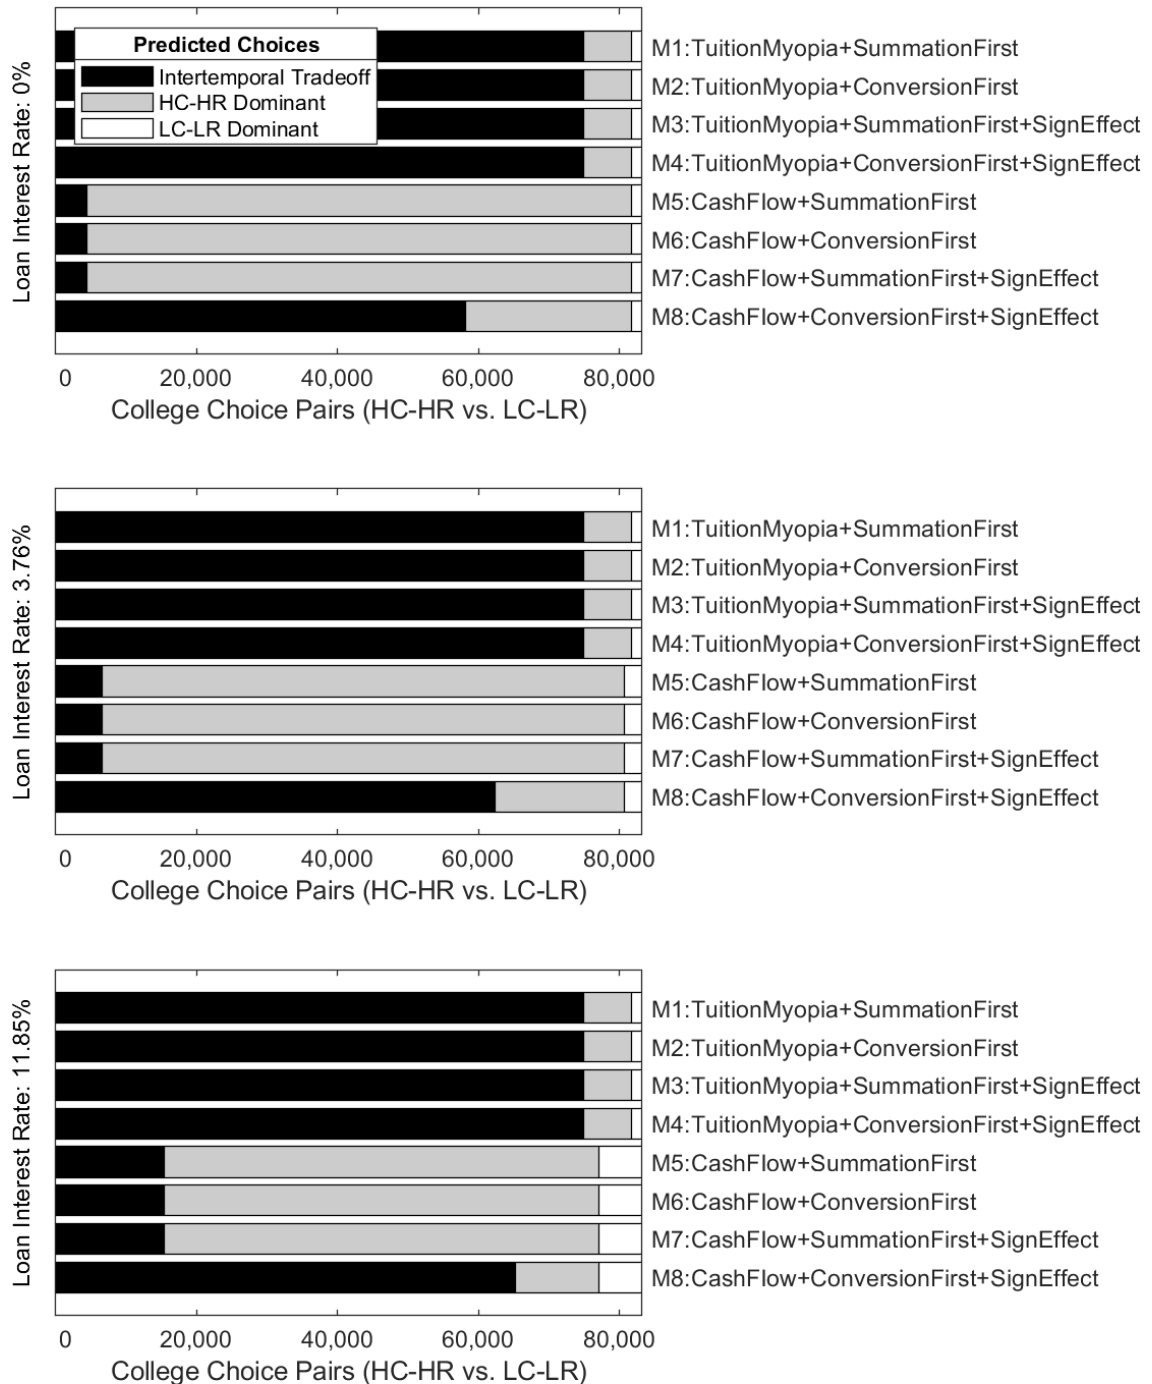 Loan Interest Rate: 0%
Predicted Choices
Intertemporal Tradeoff
HC-HR Dominant
LC-LR Dominant
M1:TuitionMyopia+SummationFirst
M2:TuitionMyopia+ConversionFirst
M3:TuitionMyopia+SummationFirst+SignEffect
M4:TuitionMyopia+ConversionFirst+SignEffect
M5:CashFlow+SummationFirst
M6:CashFlow+ConversionFirst
M7:CashFlow+SummationFirst+SignEffect
M8:CashFlow+ConversionFirst+SignEffect
0 20,000 40,000 60,000 80,000
College Choice Pairs (HC-HR vs. LC-LR)
Loan Interest Rate: 3.76%
M1:TuitionMyopia+SummationFirst
M2:TuitionMyopia+ConversionFirst
M3:TuitionMyopia+SummationFirst+SignEffect
M4:TuitionMyopia+ConversionFirst+SignEffect
M5:CashFlow+SummationFirst
M6:CashFlow+ConversionFirst
M7:CashFlow+SummationFirst+SignEffect
M8:CashFlow+ConversionFirst+SignEffect
0 20,000 40,000 60,000 80,000
College Choice Pairs (HC-HR vs. LC-LR)
Loan Interest Rate: 11.85%
M1:TuitionMyopia+SummationFirst
M2:TuitionMyopia+ConversionFirst
M3:TuitionMyopia+SummationFirst+SignEffect
M4:TuitionMyopia+ConversionFirst+SignEffect
M5:CashFlow+SummationFirst
M6:CashFlow+ConversionFirst
M7:CashFlow+SummationFirst+SignEffect
M8:CashFlow+ConversionFirst+SignEffect
0 20,000 40,000 60,000 80,000
College Choice Pairs (HC-HR vs. LC-LR)